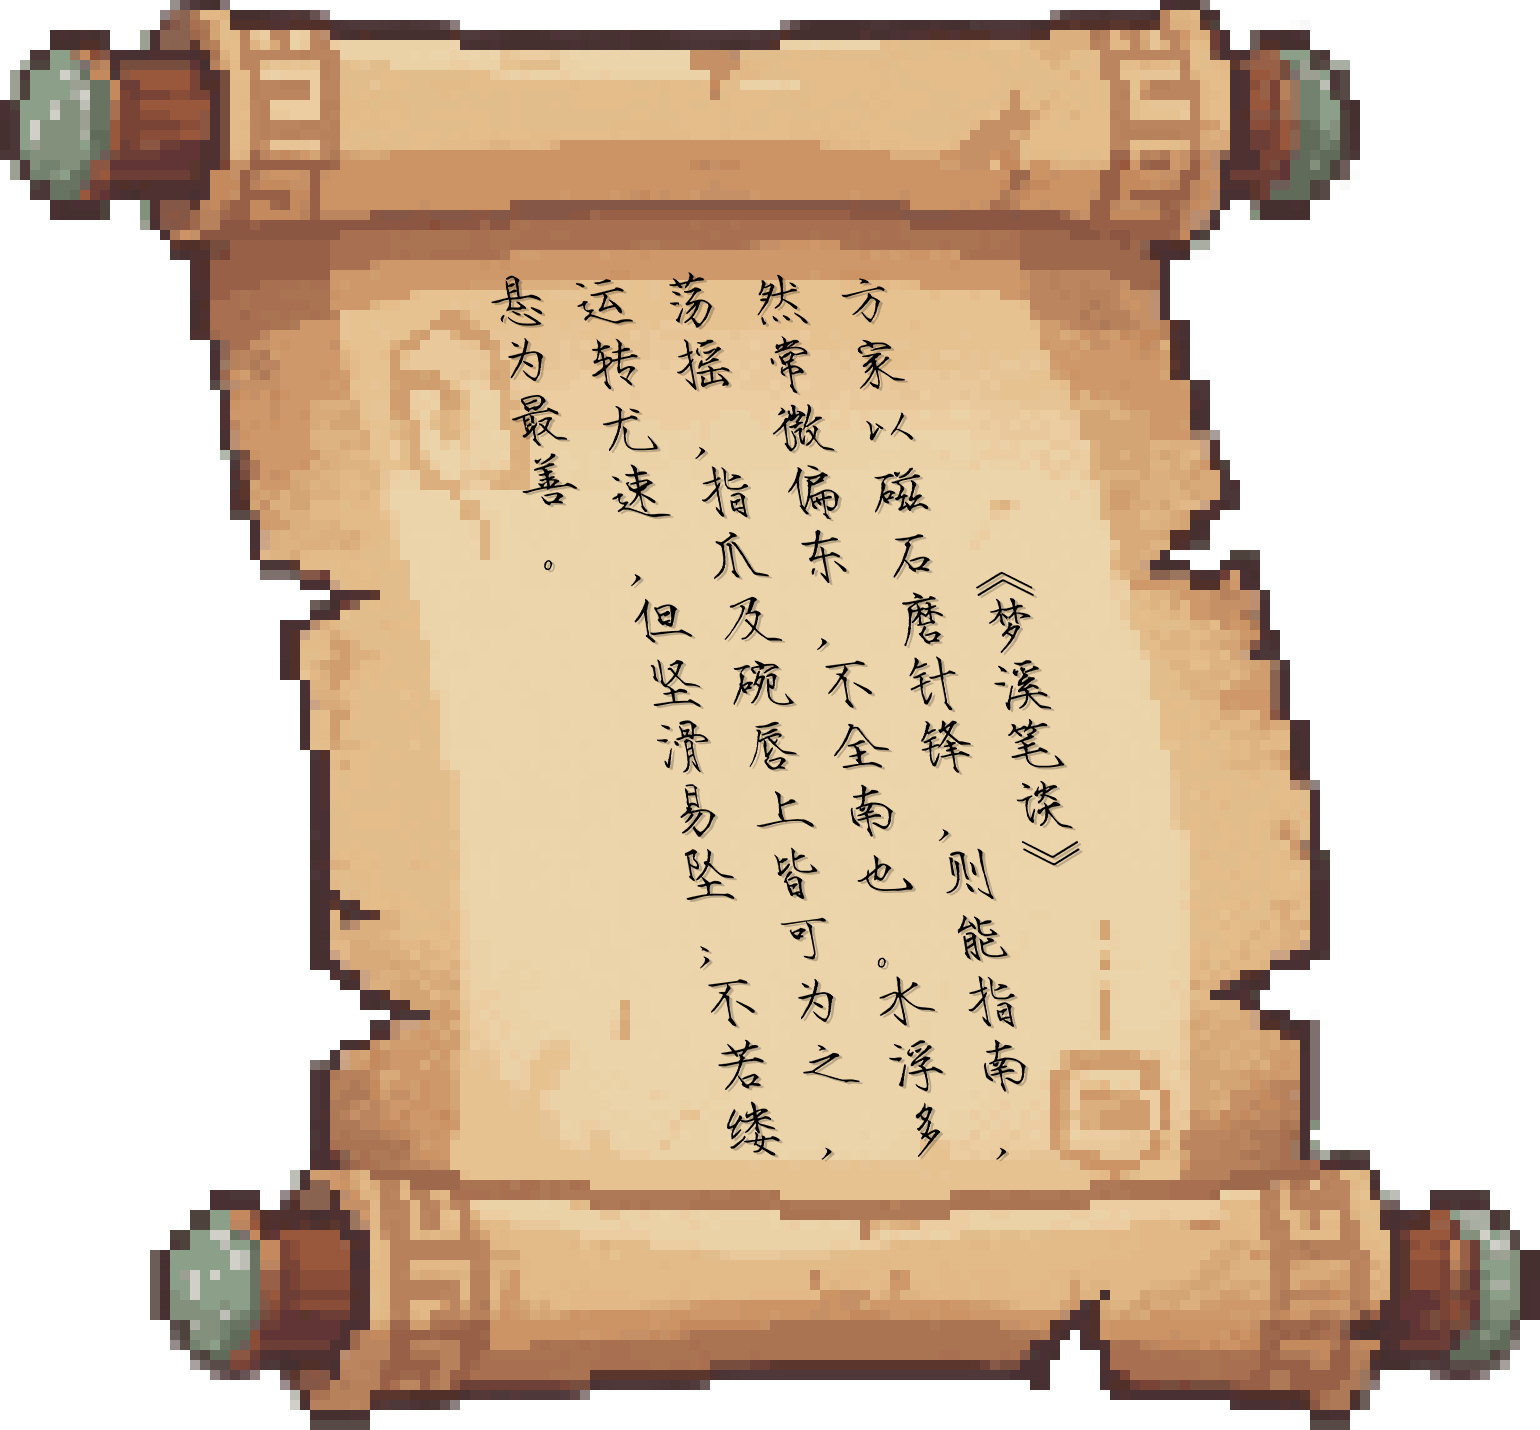 《梦溪笔谈》
方家以磁石磨针锋，则能指南，
然常微偏东，不全南也。水浮多
荡摇，指爪及碗唇上皆可为之，
运转尤速，但坚滑易坠；不若缕
悬为最善。